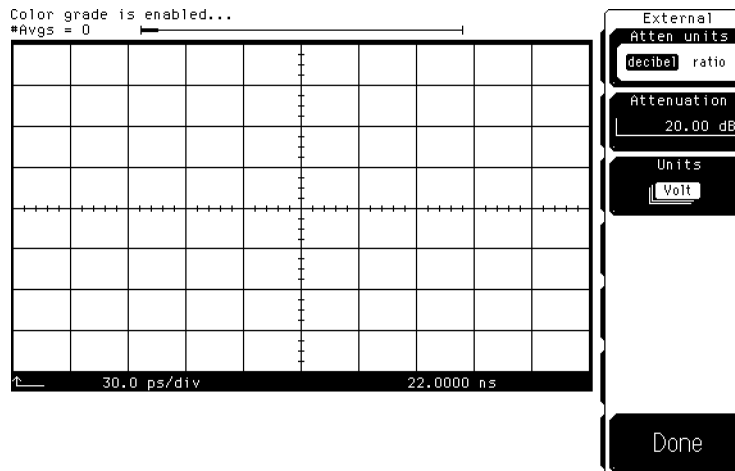 Color grade is enabled...
#Avgs = 0
30.0 ps/div
22.0000 ns
External
Atten units
decibel ratio
Attenuation
20.00 dB
Units
Volt
Done